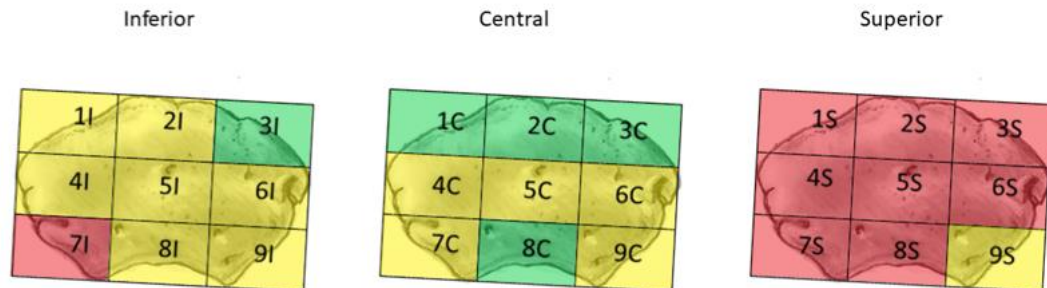 Inferior Central Superior
1I 2I 3I 1C 2C 3C 1S 2S 3S
4I 5I 6I 4C 5C 6C 4S 5S 6S
7I 8I 9I 7C 8C 9C 7S 8S 9S